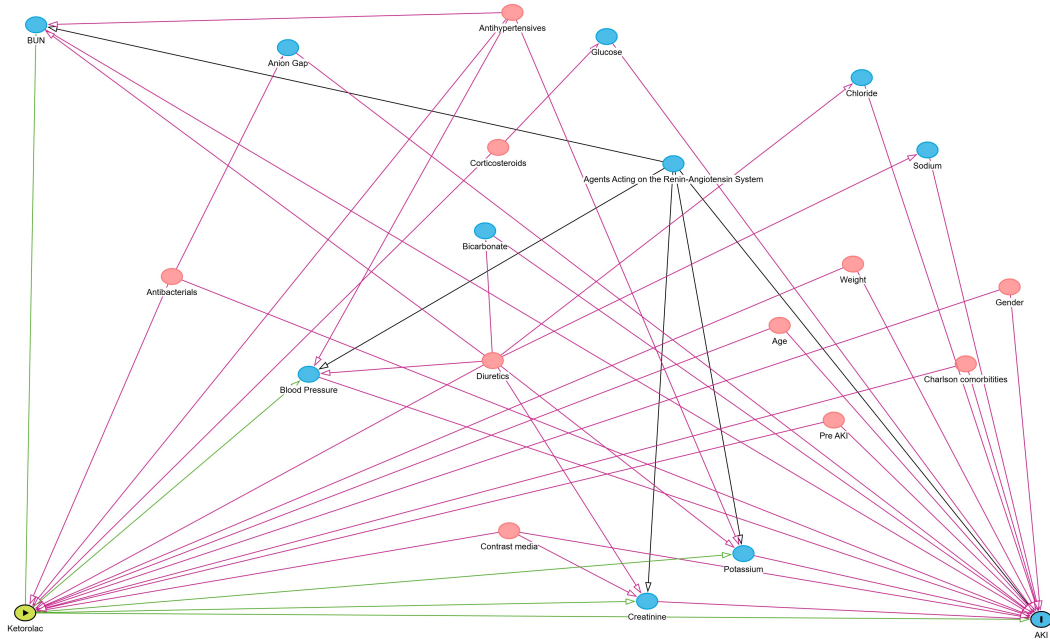 Antihypertensives
BUN
Glucose
Anion Gap
Chloride
Corticosteroids
Sodium
Agents Acting on the Renin-Angiotensin System
Bicarbonate
Weight
Antibacterials
Gender
Age
Diuretics
Charlson comorbitities
Blood Pressure
Pre AKI
Contrast media
Potassium
Creatinine
Ketorolac
AKI